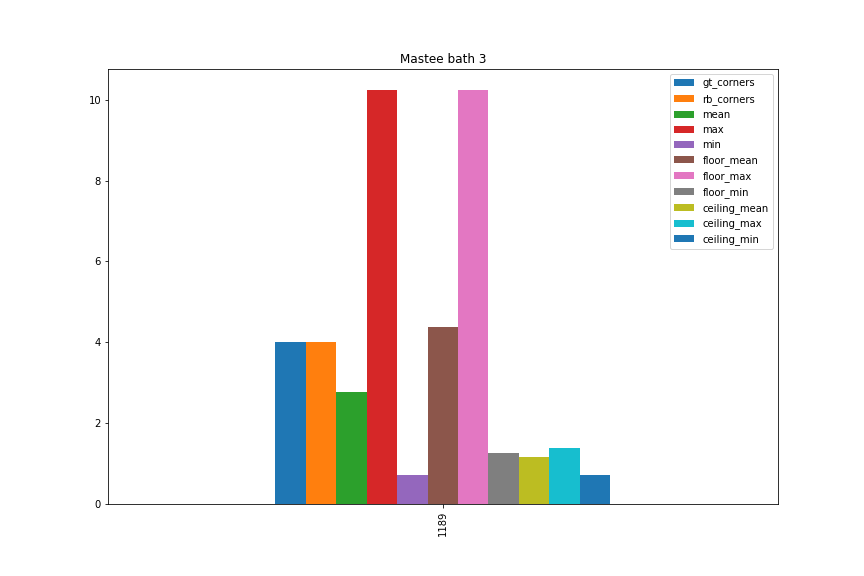 Mastee bath 3
10
8
6
4
2
0
1189
gt_corners
rb_corners
mean
max
min
floor_mean
floor_max
floor_min
ceiling_mean
ceiling_max
ceiling_min